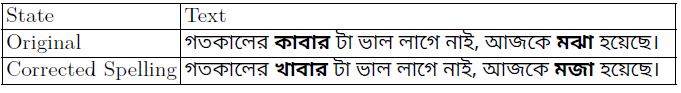 State Text
Original গতকালের কাবার টা ভাল লাগে নাই, আজকে মঝা হয়েছে।
Corrected Spelling গতকালের খাবার টা ভাল লাগে নাই, আজকে মজা হয়েছে।